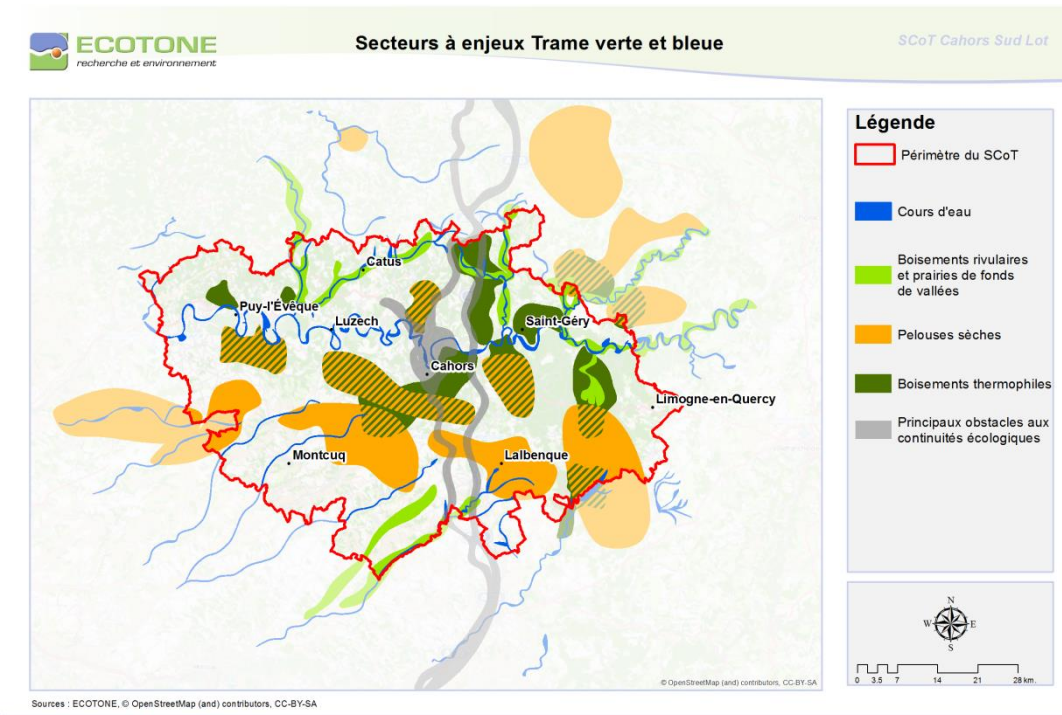 ECOTONE
recherche et environnement
Secteurs à enjeux Trame verte et bleue
SCoT Cahors Sud Lot
Catus
Puy-l'Évêque
Luzech
Saint-Géry
Cahors
Limogne-en-Quercy
Montcuq
Lalbenque
© OpenStreetMap (and) contributors, CC-BY-SA
Légende
Périmètre du SCoT
Cours d'eau
Boisements rivulaires
et prairies de fonds
de vallées
Pelouses sèches
Boisements thermophiles
Principaux obstacles aux
continuités écologiques
N
W E
S
0 3.5 7 14 21 28 km.
Sources : ECOTONE, © OpenStreetMap (and) contributors, CC-BY-SA